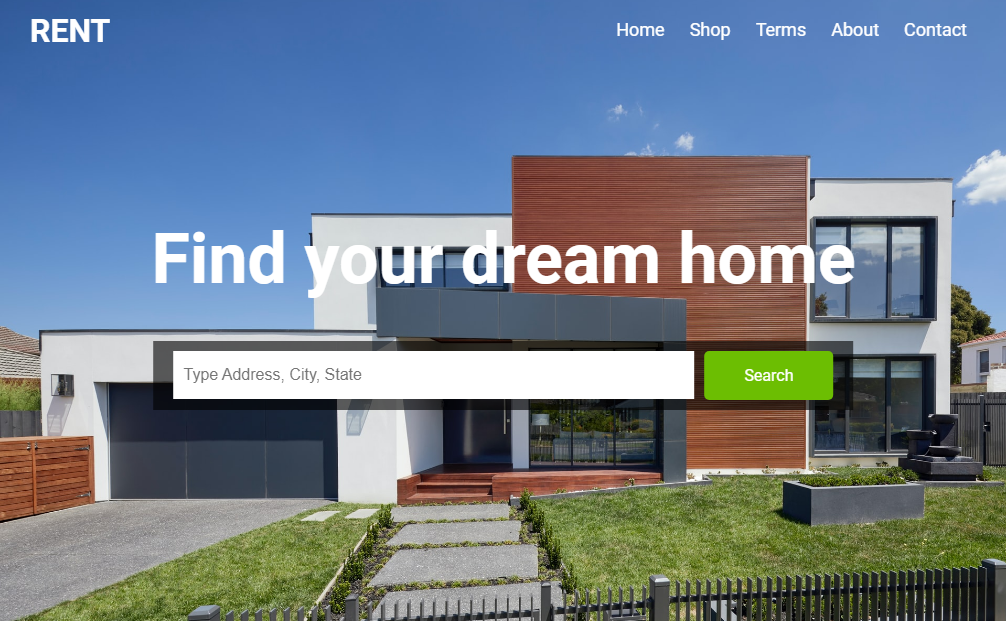 RENT
Home Shop Terms About Contact
Find your dream home
Type Address, City, State
Search